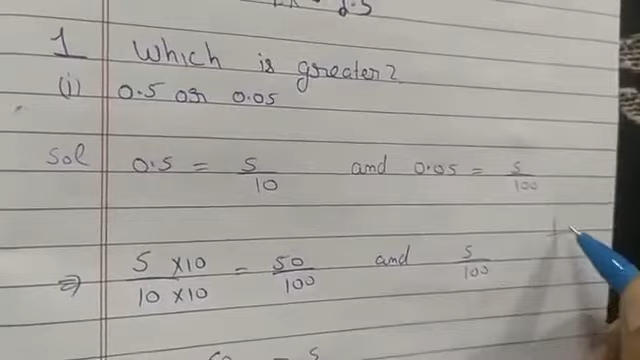 1 Which is greater?
(i) 0.5 or 0.05
Sol 0.5 = 5/10 and 0.05 = 5/100
⇒ 5 ×10/10 ×10 = 50/100 and 5/100